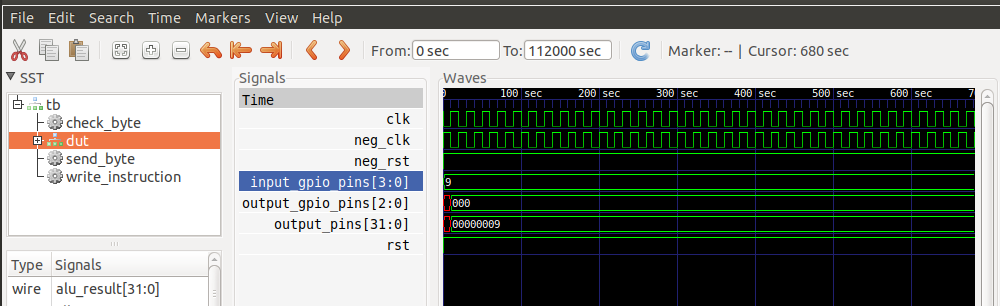 File Edit Search Time Markers View Help
From: 0 sec To: 112000 sec Marker: -- | Cursor: 680 sec
SST
tb
check_byte
dut
send_byte
write_instruction
Type Signals
wire alu_result[31:0]
Signals
Time
clk
neg_clk
neg_rst
input_gpio_pins[3:0]
output_gpio_pins[2:0]
output_pins[31:0]
rst
Waves
0 100 sec 200 sec 300 sec 400 sec 500 sec 600 sec 70
9
000
00000009